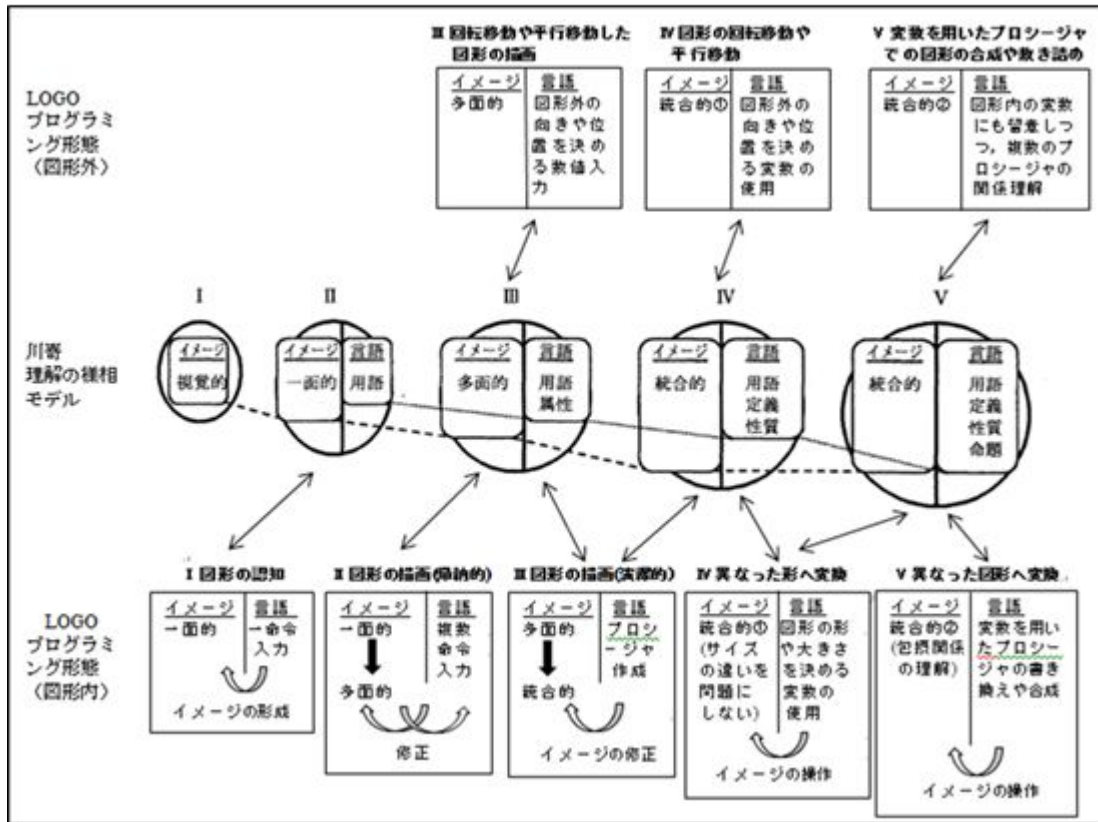 Ⅲ 回転移動や平行移動した
図形の描画
イメージ
多面的
言語
図形外の
向きや位
置を決め
る数値入
力
Ⅳ 図形の回転移動や
平行移動
イメージ
統合的①
言語
図形外の
向きや位
置を決め
る変数の
使用
Ⅴ 変数を用いたプロシージャ
での図形の合成や敷き詰め
イメージ
統合的②
言語
図形内の変数
にも留意しつ
つ，複数のプ
ロシージャの
関係理解
LOGO
プログラミ
ング形態
〈図形外〉
川寄
理解の様相
モデル
Ⅰ
イメージ
視覚的
Ⅱ
イメージ
一面的
言語
用語
Ⅲ
イメージ
多面的
言語
用語
属性
Ⅳ
イメージ
統合的
言語
用語
定義
性質
Ⅴ
イメージ
統合的
言語
用語
定義
性質
命題
LOGO
プログラミ
ング形態
〈図形内〉
Ⅰ 図形の認知
イメージ
一面的
言語
一命令
入力
イメージの形成
Ⅱ 図形の描画(帰納的)
イメージ
一面的
多面的
言語
複数
命令
入力
修正
Ⅲ 図形の描画(演繹的)
イメージ
多面的
統合的
言語
プロシ
ージャ
作成
イメージの修正
Ⅳ 異なった形へ変換
イメージ
統合的①
(サイズ
の違いを
問題に
しない)
言語
図形の形
や大きさ
を決める
変数の
使用
イメージの操作
Ⅴ 異なった図形へ変換
イメージ
統合的②
(包摂関係
の理解)
言語
変数を用い
たプロシー
ジャの書き
換えや合成
イメージの操作